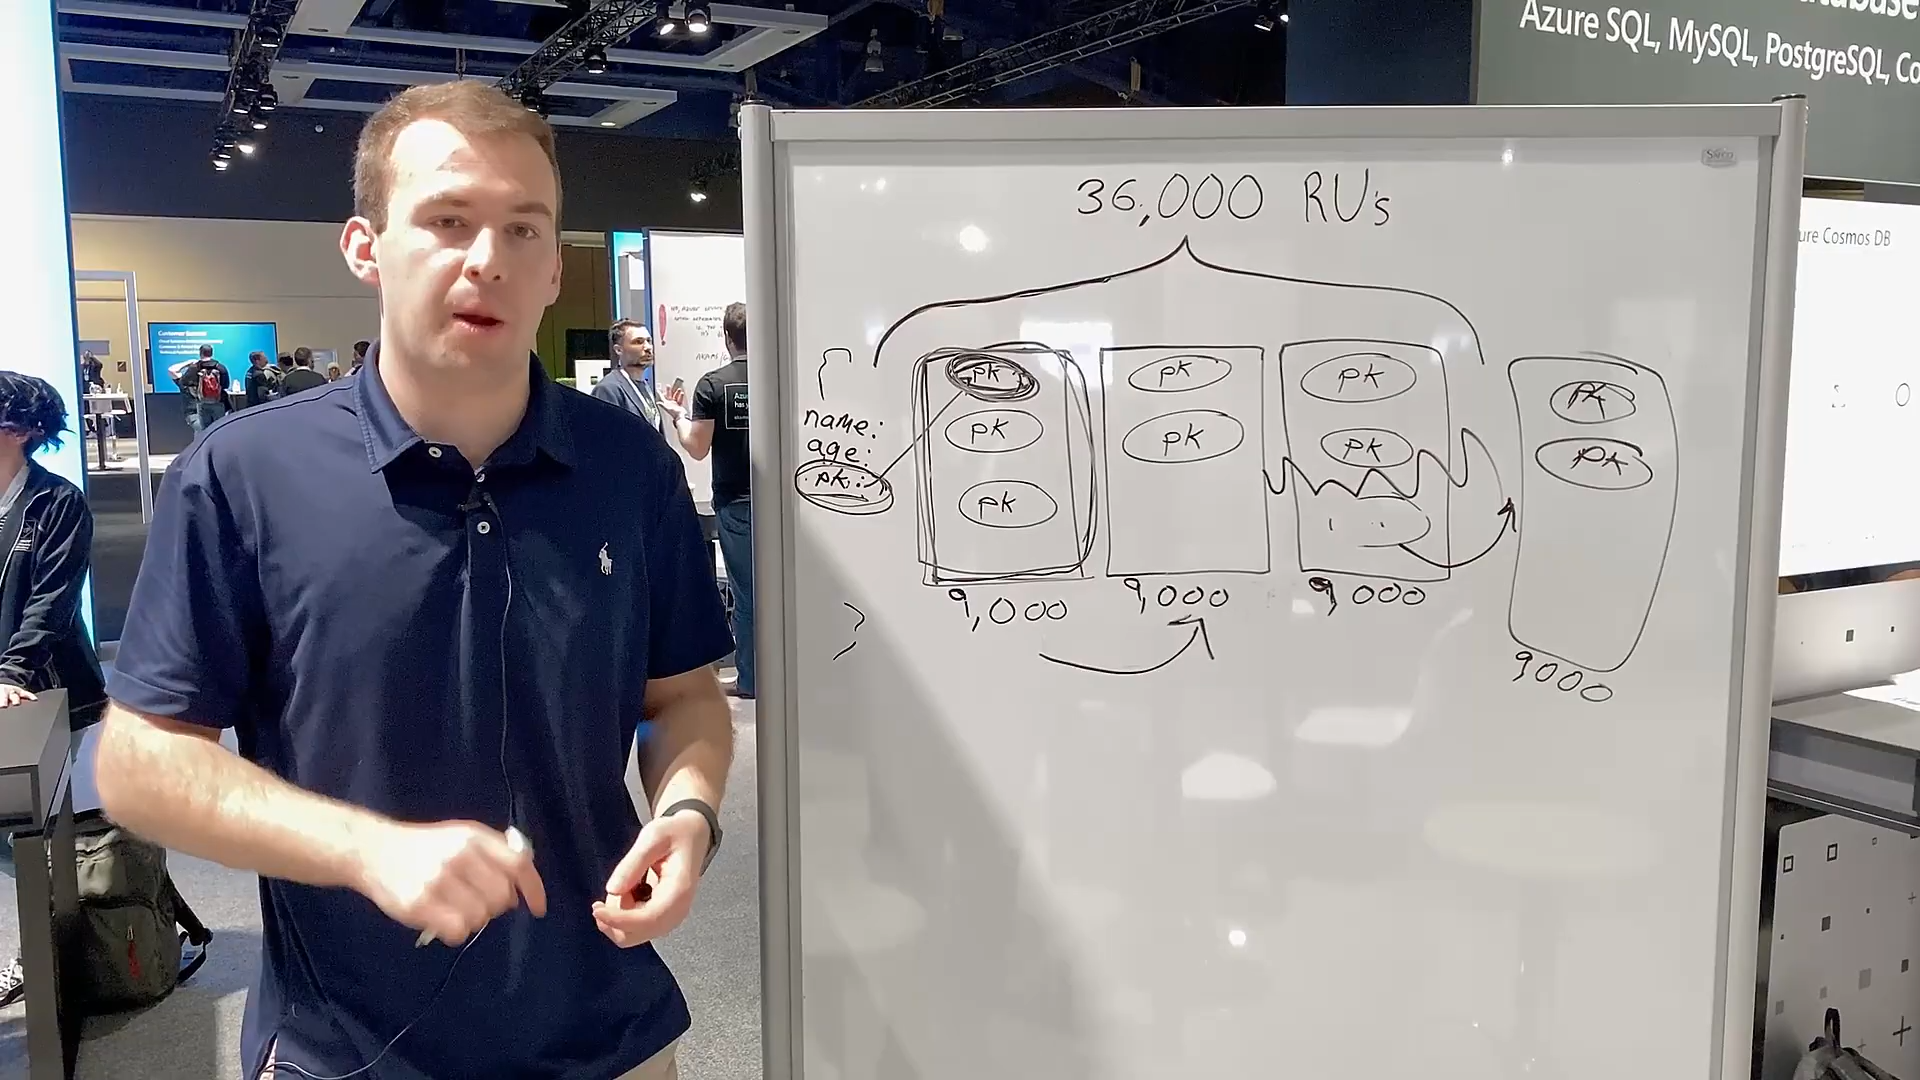 Azure SQL, MySQL, PostgreSQL, Co
ure Cosmos DB
36,000 RU's
{
name:
age:
pk:
}
pk
pk
pk
9,000
pk
pk
9,000
pk
pk
9,000
pk
pk
9000